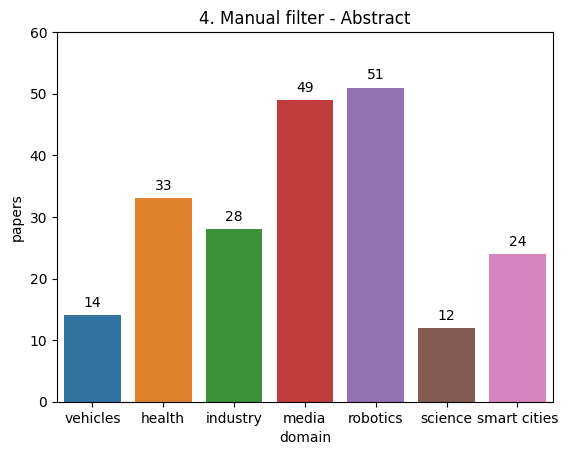 4. Manual filter - Abstract
60
50
40
30
20
10
0
papers
14
33
28
49
51
12
24
vehicles
health
industry
media
robotics
science
smart cities
domain